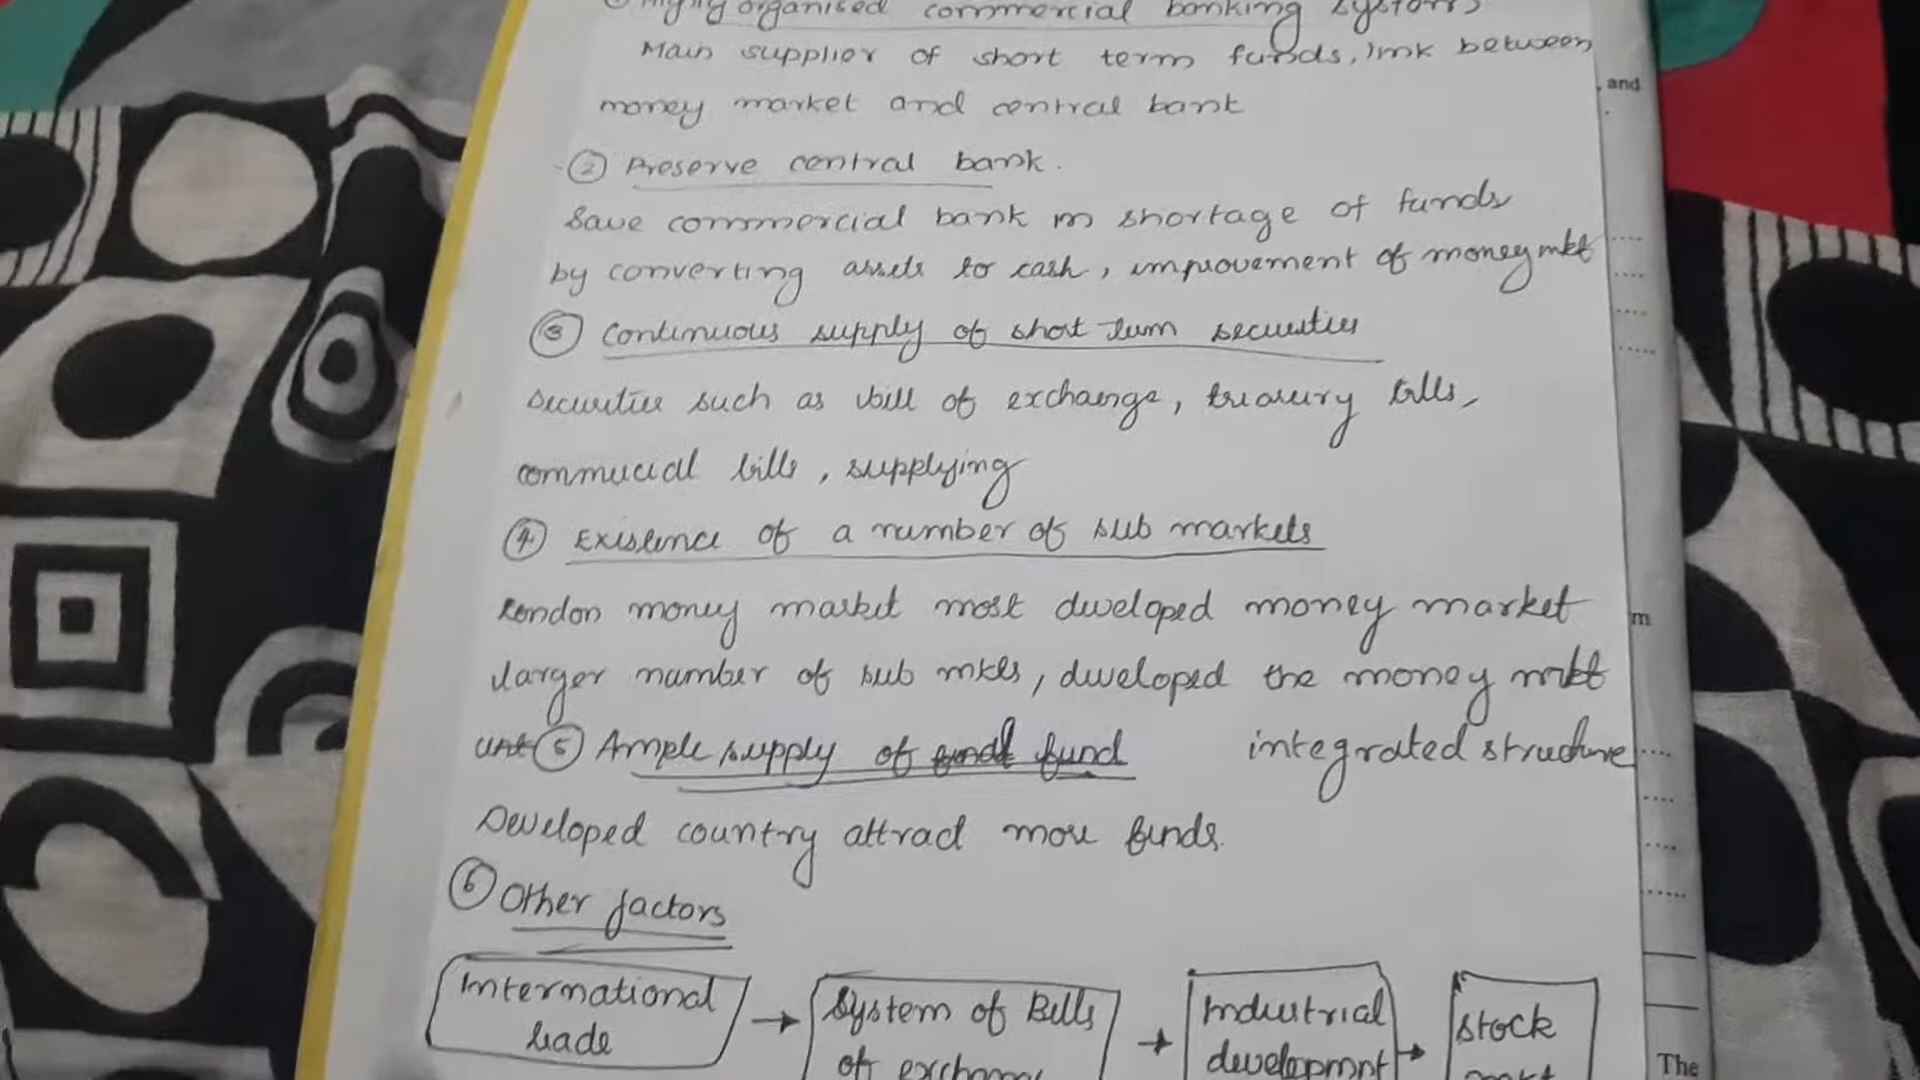 ① Highly organised commercial banking system
Main supplier of short term funds, link between
money market and central bank
② Preserve central bank.
Save commercial bank in shortage of funds
by converting assets to cash, improvement of money mkt
③ Continuous supply of short term securities
Securities such as bill of exchange, treasury bills,
commercial bills, supplying
④ Existence of a number of sub markets
London money market most developed money market
larger number of sub mkts, developed the money mkt
⑤ Ample supply of fund integrated structure
Developed country attract more funds.
⑥ Other factors
International trade → System of Bills of exchange → Industrial development → Stock
and
m
The